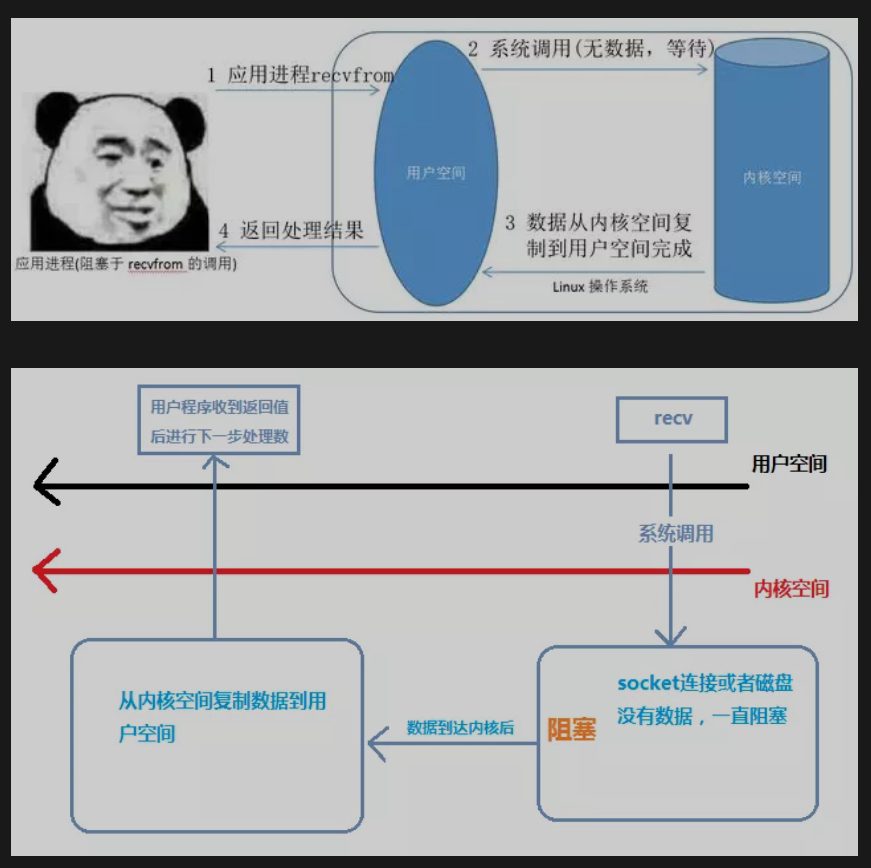 1 应用进程recvfrom
2 系统调用(无数据，等待)
用户空间
内核空间
3 数据从内核空间复
制到用户空间完成
4 返回处理结果
应用进程(阻塞于 recvfrom 的调用)
Linux 操作系统
用户程序收到返回值
后进行下一步处理数
recv
用户空间
系统调用
内核空间
从内核空间复制数据到用
户空间
数据到达内核后
阻塞
socket连接或者磁盘
没有数据，一直阻塞